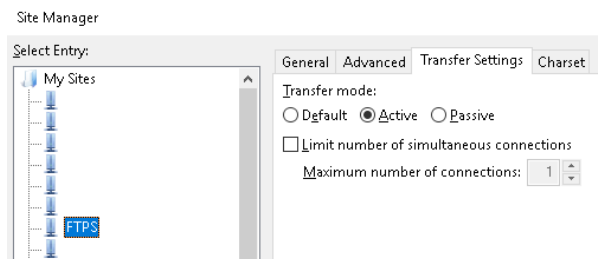 Site Manager
Select Entry:
My Sites
FTPS
General Advanced Transfer Settings Charset
Transfer mode:
Default Active Passive
Limit number of simultaneous connections
Maximum number of connections: 1